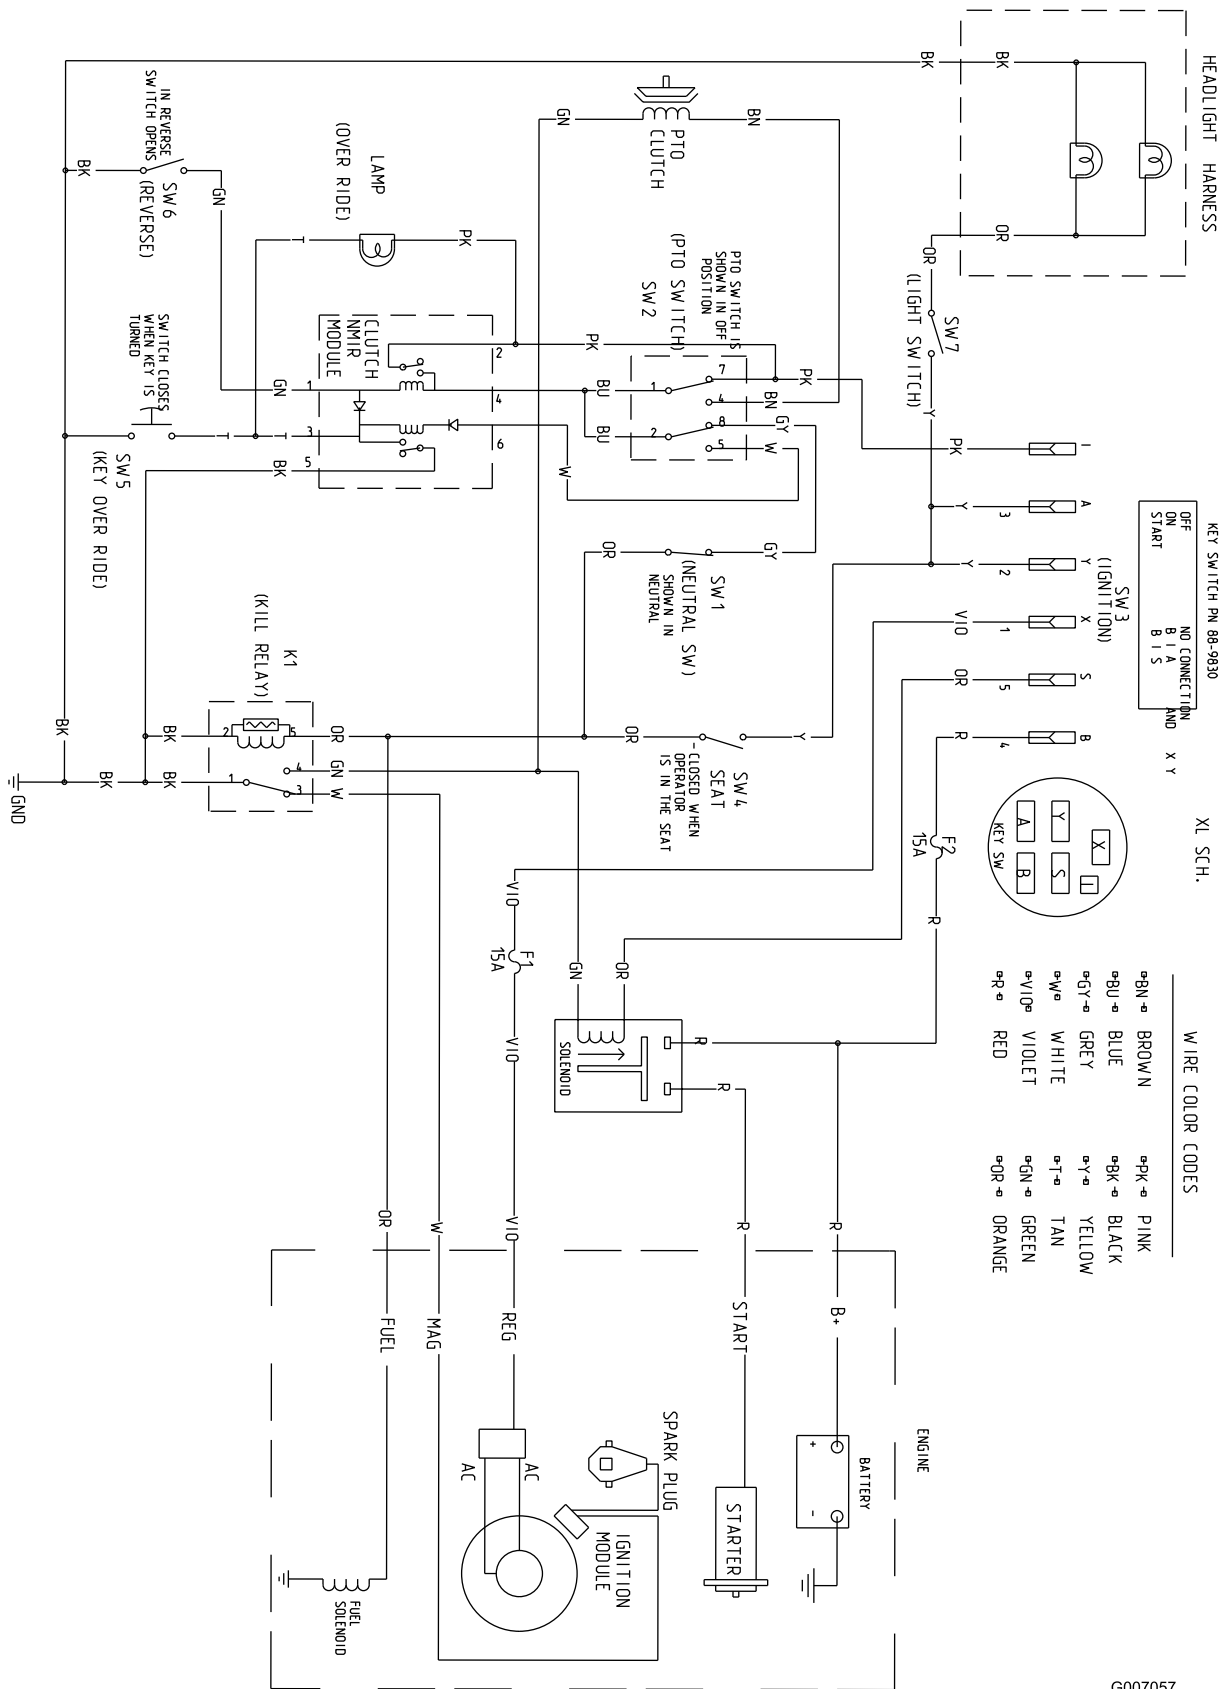 HEADLIGHT HARNESS
BK
BK
OR
OR
SW7
(LIGHT SWITCH)
Y
KEY SWITCH PN 88-9830
OFF NO CONNECTION
ON B I A AND X Y
START B I S
XL SCH.
SW3
(IGNITION)
I
PK
A
3
Y
Y
2
Y
X
1
VIO
S
5
OR
B
4
R
F2
15A
R
KEY SW
X
I
Y
S
A
B
WIRE COLOR CODES
BN BROWN
BU BLUE
GY GREY
W WHITE
VIO VIOLET
R RED
PK PINK
BK BLACK
Y YELLOW
T TAN
GN GREEN
OR ORANGE
GN
PTO
CLUTCH
BN
PTO SWITCH IS
SHOWN IN OFF
POSITION
(PTO SWITCH)
SW2
7
1
4
8
2
5
PK
BN
GY
W
PK
BU
BU
W
LAMP
(OVER RIDE)
T
PK
CLUTCH
NMIR
MODULE
2
1
4
3
6
5
GN
T
T
BK
IN REVERSE
SWITCH OPENS
SW6
(REVERSE)
BK
GN
SWITCH CLOSES
WHEN KEY IS
TURNED
SW5
(KEY OVER RIDE)
OR
GY
SW1
(NEUTRAL SW)
SHOWN IN
NEUTRAL
K1
(KILL RELAY)
2
5
4
1
3
BK
BK
BK
BK
GND
OR
GN
W
OR
Y
SW4
SEAT
- CLOSED WHEN
OPERATOR
IS IN THE SEAT
VIO
F1
15A
VIO
GN
OR
SOLENOID
R
R
OR
W
VIO
R
R
ENGINE
FUEL
MAG
REG
START
B+
AC
AC
SPARK PLUG
IGNITION
MODULE
STARTER
BATTERY
+
-
FUEL
SOLENOID
G007057